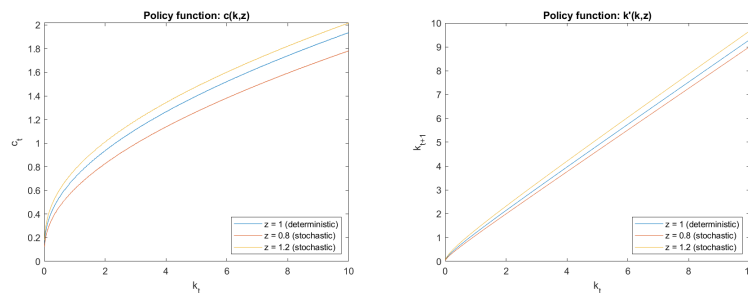 Policy function: c(k,z)
2
1.8
1.6
1.4
1.2
1
0.8
0.6
0.4
0.2
0
c_t
0 2 4 6 8 10
k_t
z = 1 (deterministic)
z = 0.8 (stochastic)
z = 1.2 (stochastic)
Policy function: k'(k,z)
10
9
8
7
6
5
4
3
2
1
0
k_{t+1}
0 2 4 6 8 10
k_t
z = 1 (deterministic)
z = 0.8 (stochastic)
z = 1.2 (stochastic)